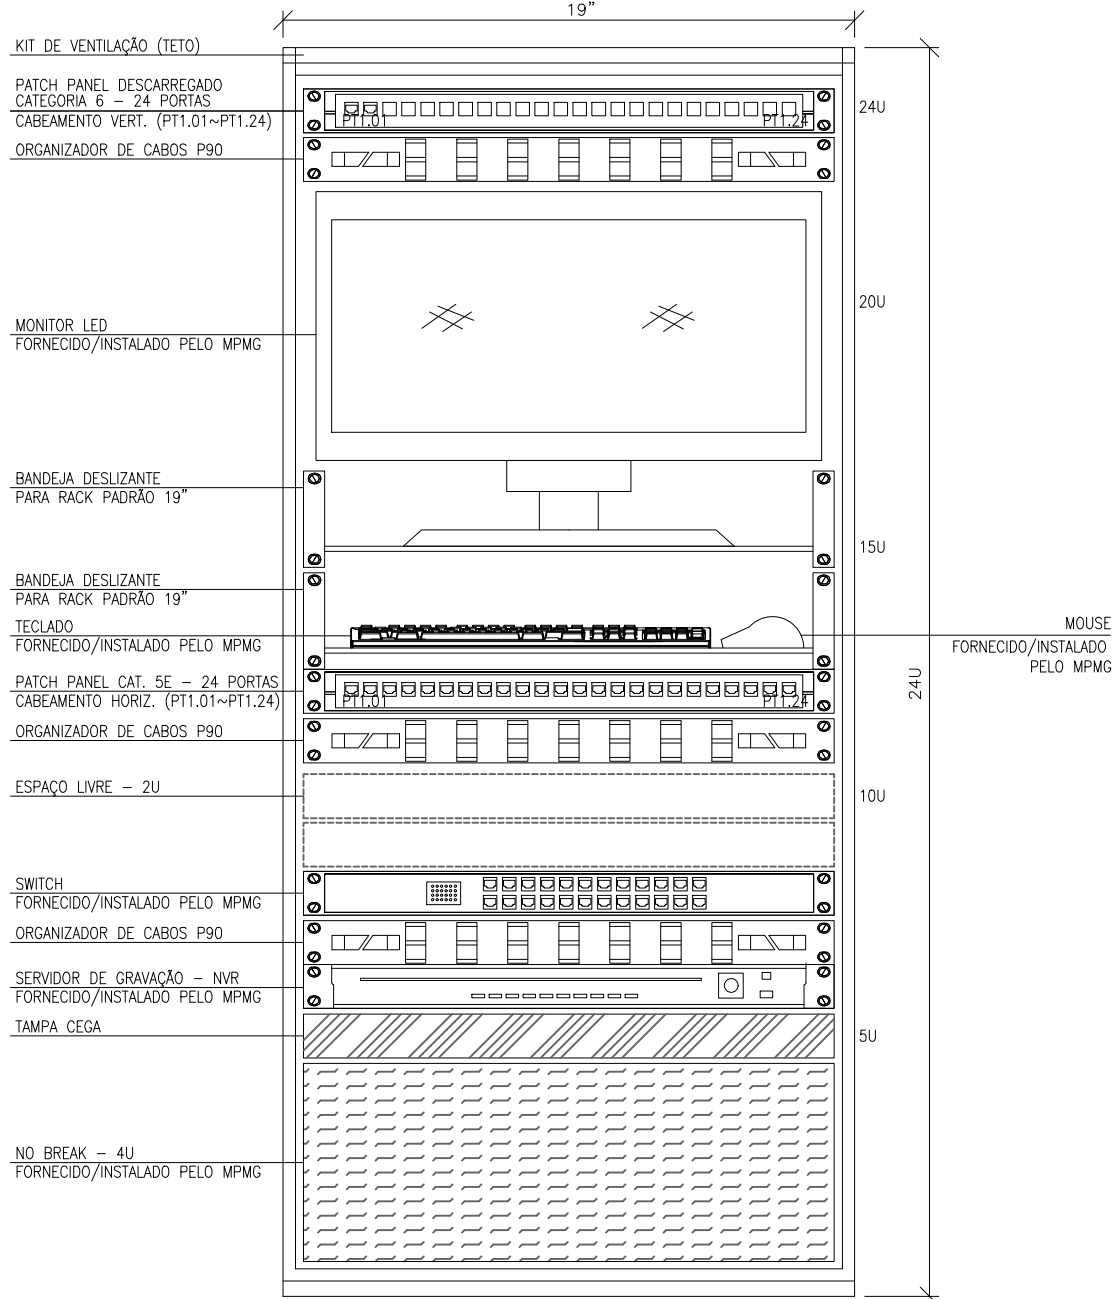 19”
KIT DE VENTILAÇÃO (TETO)
PATCH PANEL DESCARREGADO
CATEGORIA 6 – 24 PORTAS
CABEAMENTO VERT. (PT1.01~PT1.24)
PT1.01
PT1.24
24U
ORGANIZADOR DE CABOS P90
20U
MONITOR LED
FORNECIDO/INSTALADO PELO MPMG
BANDEJA DESLIZANTE
PARA RACK PADRÃO 19”
15U
BANDEJA DESLIZANTE
PARA RACK PADRÃO 19”
TECLADO
FORNECIDO/INSTALADO PELO MPMG
MOUSE
FORNECIDO/INSTALADO
PELO MPMG
24U
PATCH PANEL CAT. 5E – 24 PORTAS
CABEAMENTO HORIZ. (PT1.01~PT1.24)
PT1.01
PT1.24
ORGANIZADOR DE CABOS P90
ESPAÇO LIVRE – 2U
10U
SWITCH
FORNECIDO/INSTALADO PELO MPMG
ORGANIZADOR DE CABOS P90
SERVIDOR DE GRAVAÇÃO – NVR
FORNECIDO/INSTALADO PELO MPMG
TAMPA CEGA
5U
NO BREAK – 4U
FORNECIDO/INSTALADO PELO MPMG